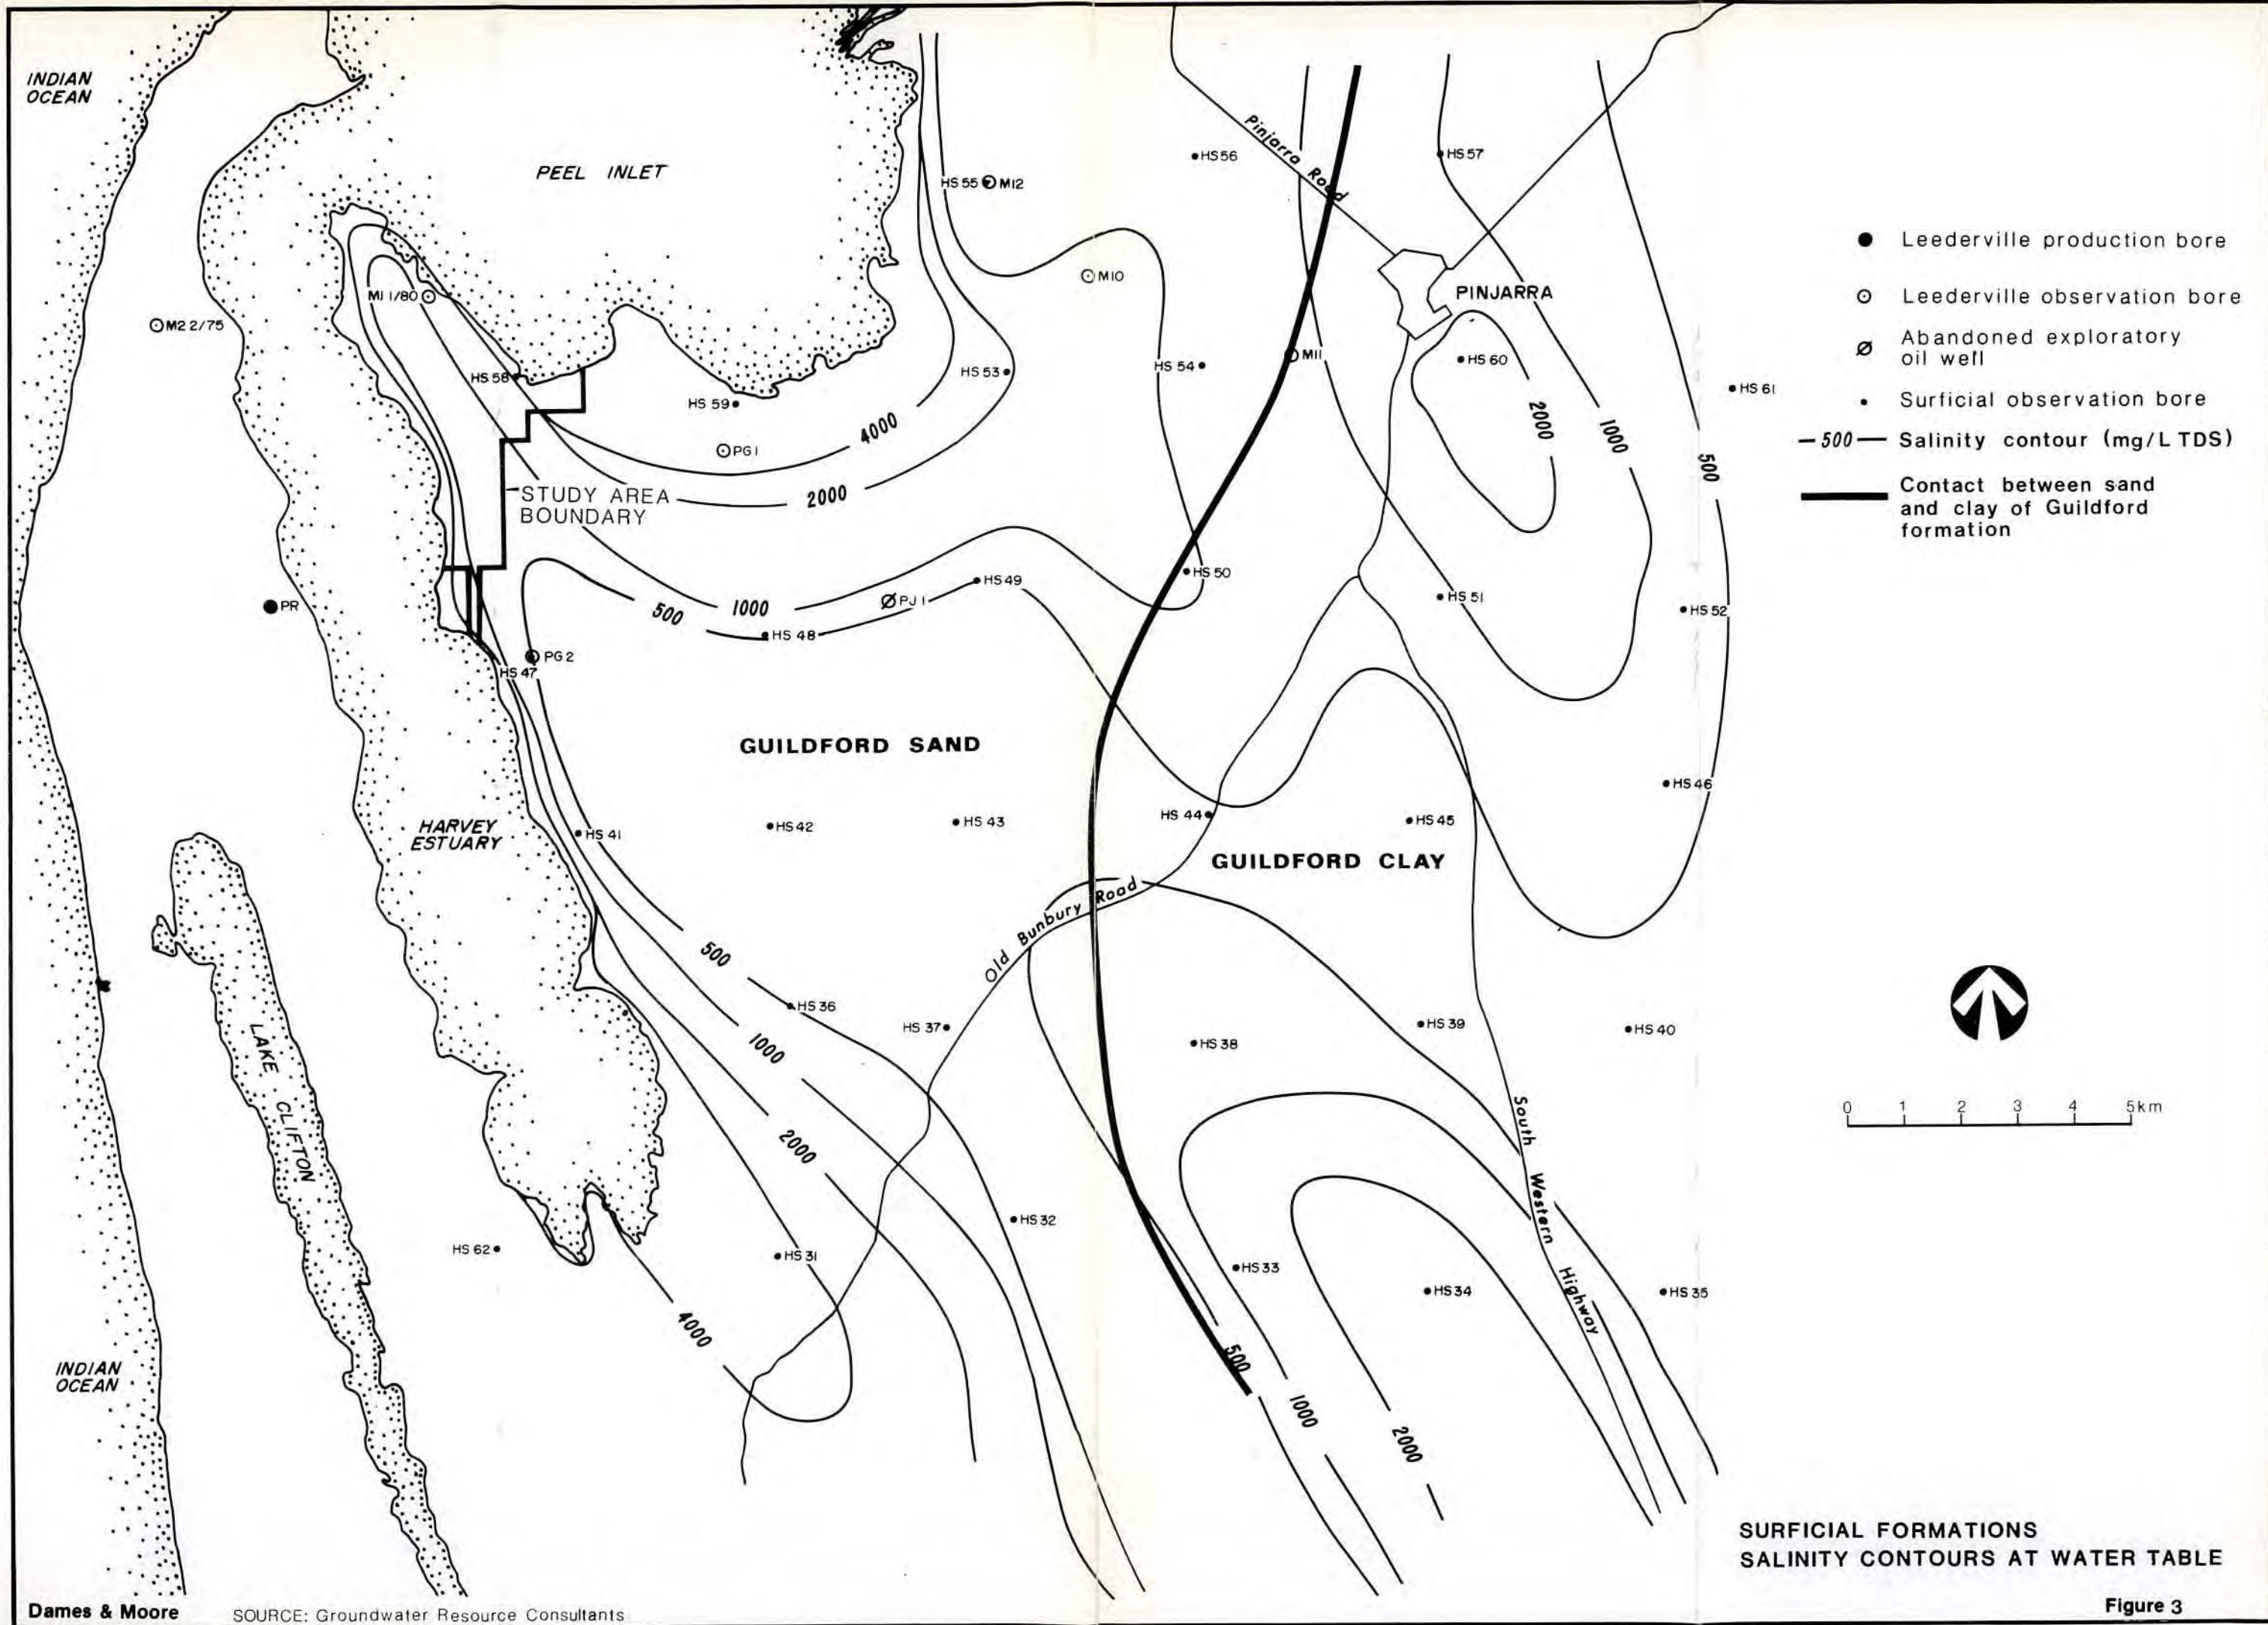 INDIAN
OCEAN
PEEL INLET
HS 55
M12
HS 56
Pinjarra Road
HS 57
M10
M1 1/80
M2 2/75
PINJARRA
HS 58
HS 59
HS 53
HS 54
M11
HS 60
HS 61
2000
1000
500
4000
PG 1
2000
STUDY AREA
BOUNDARY
500
1000
PJ 1
HS 49
HS 50
HS 51
HS 52
HS 48
PR
PG 2
HS 47
GUILDFORD SAND
HS 46
HARVEY
ESTUARY
HS 41
HS 42
HS 43
HS 44
HS 45
GUILDFORD CLAY
Old Bunbury Road
500
HS 36
HS 37
HS 38
HS 39
HS 40
1000
LAKE CLIFTON
2000
South Western Highway
HS 62
HS 31
HS 32
HS 33
HS 34
HS 35
4000
500
1000
2000
INDIAN
OCEAN
Leederville production bore
Leederville observation bore
Abandoned exploratory
oil well
Surficial observation bore
— 500 — Salinity contour (mg/L TDS)
Contact between sand
and clay of Guildford
formation
0 1 2 3 4 5km
SURFICIAL FORMATIONS
SALINITY CONTOURS AT WATER TABLE
Dames & Moore
SOURCE: Groundwater Resource Consultants
Figure 3